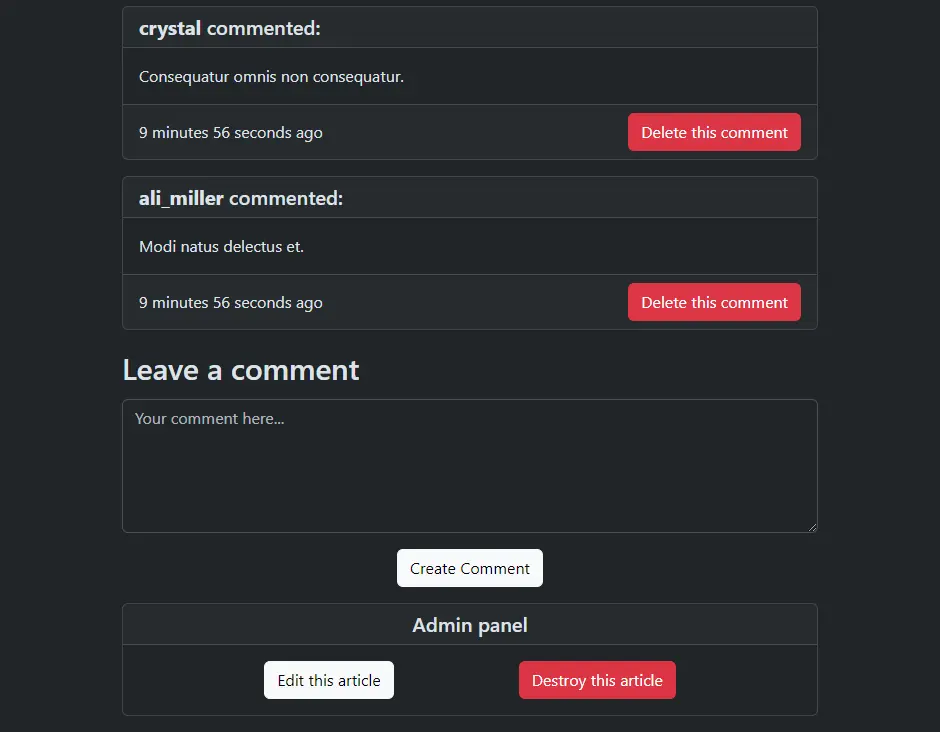 crystal commented:
Consequatur omnis non consequatur.
9 minutes 56 seconds ago
Delete this comment
ali_miller commented:
Modi natus delectus et.
9 minutes 56 seconds ago
Delete this comment
Leave a comment
Your comment here...
Create Comment
Admin panel
Edit this article
Destroy this article